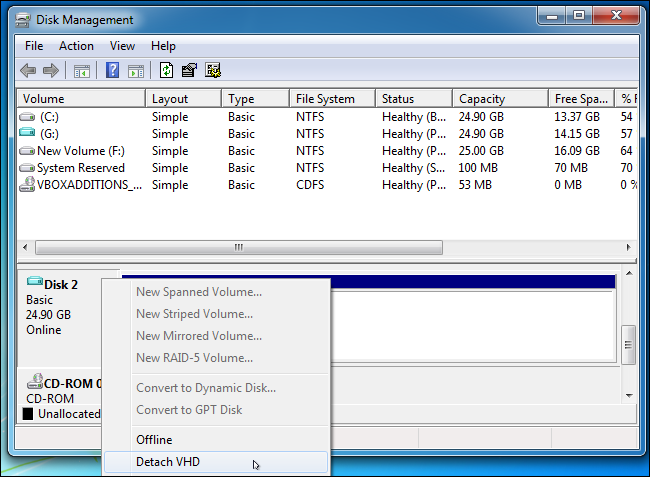 Disk Management
File Action View Help
Volume Layout Type File System Status Capacity Free Spa... %
(C:) Simple Basic NTFS Healthy (B... 24.90 GB 13.37 GB 54
(G:) Simple Basic NTFS Healthy (P... 24.90 GB 14.15 GB 57
New Volume (F:) Simple Basic NTFS Healthy (P... 25.00 GB 16.09 GB 64
System Reserved Simple Basic NTFS Healthy (S... 100 MB 70 MB 70
VBOXADDITIONS_... Simple Basic CDFS Healthy (P... 53 MB 0 MB 0 %
Disk 2
Basic
24.90 GB
Online
CD-ROM 0
CD-ROM
Unallocated
New Spanned Volume...
New Striped Volume...
New Mirrored Volume...
New RAID-5 Volume...
Convert to Dynamic Disk...
Convert to GPT Disk
Offline
Detach VHD